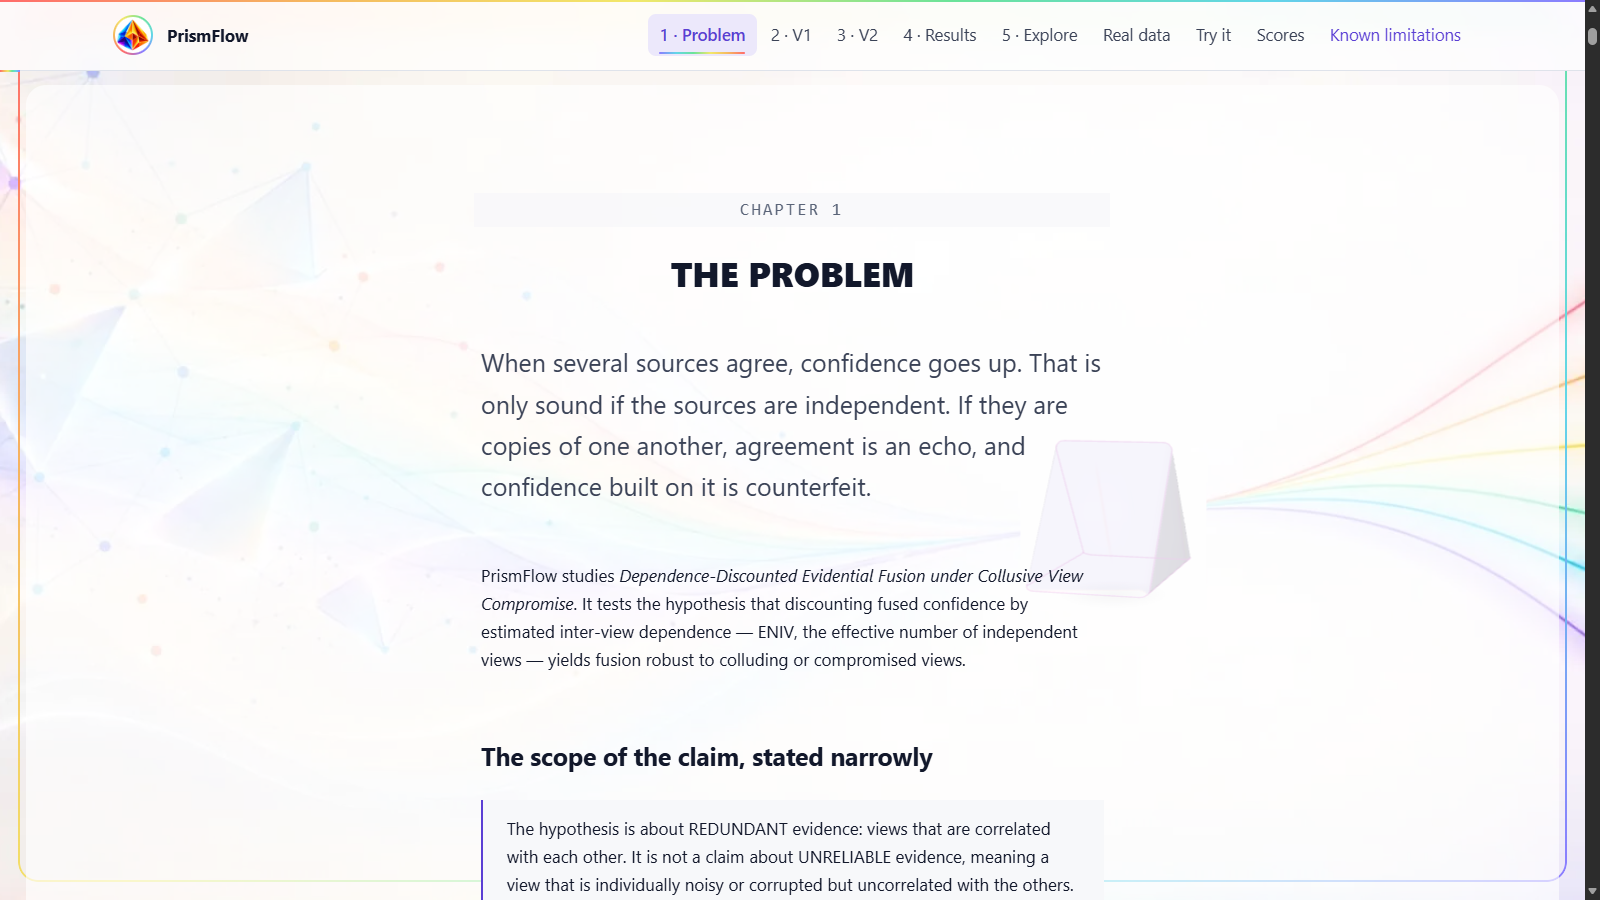 PrismFlow
1 · Problem
2 · V1
3 · V2
4 · Results
5 · Explore
Real data
Try it
Scores
Known limitations
CHAPTER 1
THE PROBLEM
When several sources agree, confidence goes up. That is
only sound if the sources are independent. If they are
copies of one another, agreement is an echo, and
confidence built on it is counterfeit.
PrismFlow studies Dependence-Discounted Evidential Fusion under Collusive View
Compromise. It tests the hypothesis that discounting fused confidence by
estimated inter-view dependence — ENIV, the effective number of independent
views — yields fusion robust to colluding or compromised views.
The scope of the claim, stated narrowly
The hypothesis is about REDUNDANT evidence: views that are correlated
with each other. It is not a claim about UNRELIABLE evidence, meaning a
view that is individually noisy or corrupted but uncorrelated with the others.